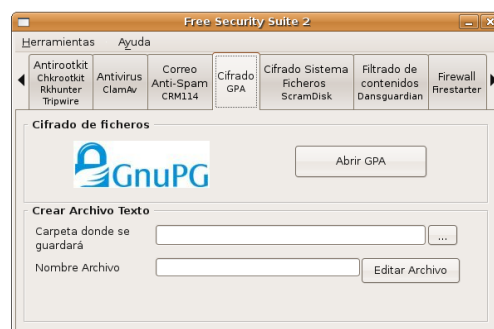 Free Security Suite 2
Herramientas Ayuda
Antirootkit
Chkrootkit
Rkhunter
Tripwire
Antivirus
ClamAv
Correo
Anti-Spam
CRM114
Cifrado
GPA
Cifrado Sistema
Ficheros
ScramDisk
Filtrado de
contenidos
Dansguardian
Firewall
Firestarter
Cifrado de ficheros
GnuPG
Abrir GPA
Crear Archivo Texto
Carpeta donde se
guardará
...
Nombre Archivo
Editar Archivo